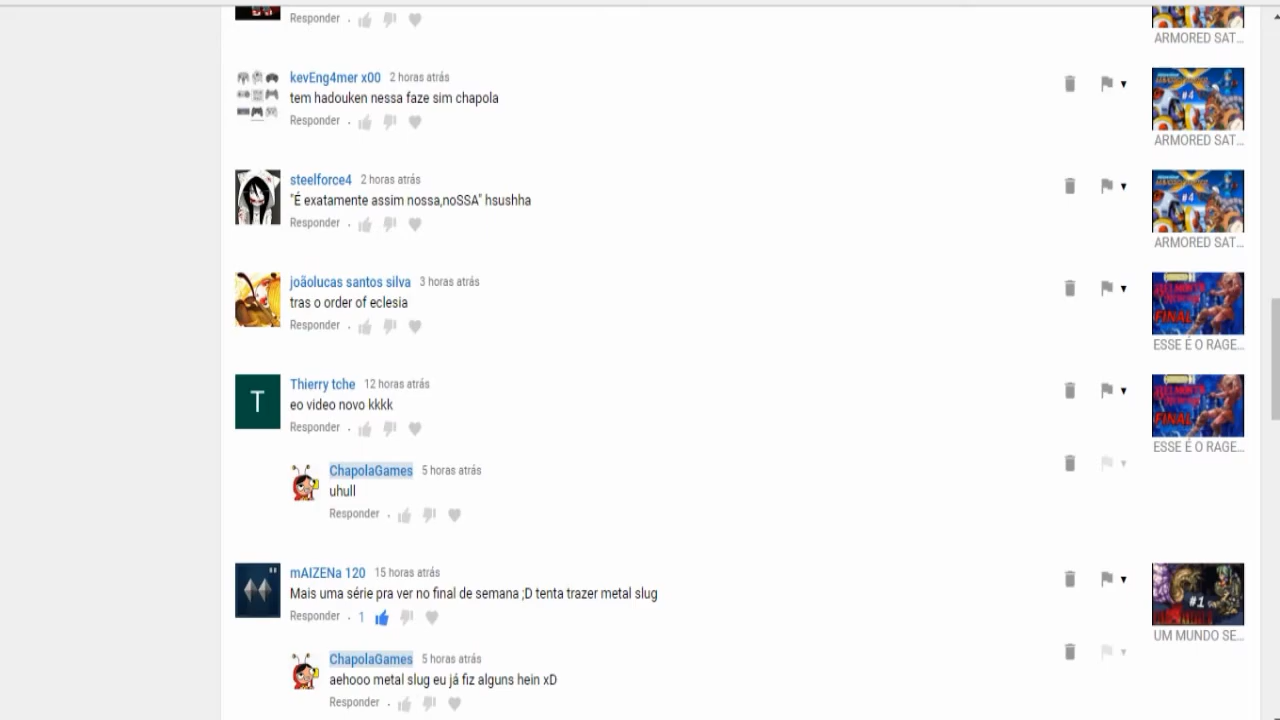 Responder .
ARMORED SAT...
kevEng4mer x00 2 horas atrás
tem hadouken nessa faze sim chapola
Responder .
#4
ARMORED SAT...
steelforce4 2 horas atrás
"É exatamente assim nossa,noSSA" hsushha
Responder .
#4
ARMORED SAT...
joãolucas santos silva 3 horas atrás
tras o order of eclesia
Responder .
FINAL
ESSE É O RAGE...
T
Thierry tche 12 horas atrás
eo video novo kkkk
Responder .
FINAL
ESSE É O RAGE...
ChapolaGames 5 horas atrás
uhull
Responder .
mAIZENa 120 15 horas atrás
Mais uma série pra ver no final de semana ;D tenta trazer metal slug
Responder . 1
#1
UM MUNDO SE...
ChapolaGames 5 horas atrás
aehooo metal slug eu já fiz alguns hein xD
Responder .